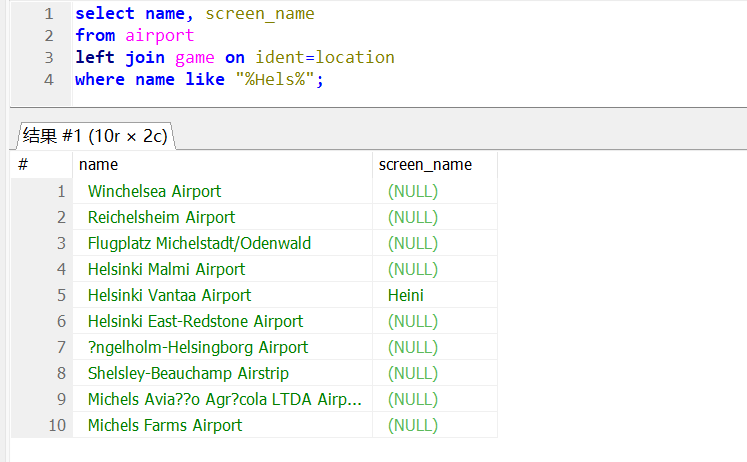 1 select name, screen_name
2 from airport
3 left join game on ident=location
4 where name like "%Hels%";
结果 #1 (10r × 2c)
# name screen_name
1 Winchelsea Airport (NULL)
2 Reichelsheim Airport (NULL)
3 Flugplatz Michelstadt/Odenwald (NULL)
4 Helsinki Malmi Airport (NULL)
5 Helsinki Vantaa Airport Heini
6 Helsinki East-Redstone Airport (NULL)
7 ?ngelholm-Helsingborg Airport (NULL)
8 Shelsley-Beauchamp Airstrip (NULL)
9 Michels Avia??o Agr?cola LTDA Airp... (NULL)
10 Michels Farms Airport (NULL)